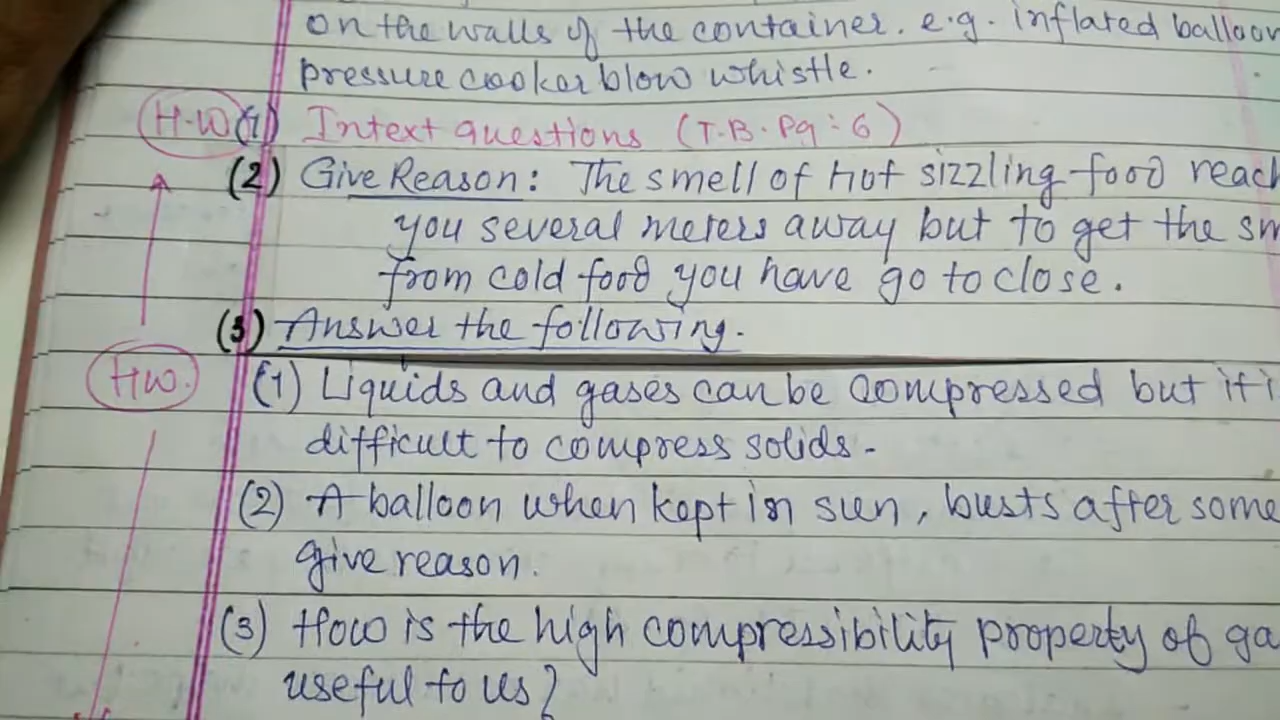 on the walls of the container. e.g. inflated balloon
pressure cooker blow whistle.
H.W (1) Intext questions (T.B. Pg : 6)
(2) Give Reason: The smell of hot sizzling food reach
you several meters away but to get the sm
from cold food you have go to close.
(3) Answer the following.
HW. (1) Liquids and gases can be compressed but it i
difficult to compress solids.
(2) A balloon when kept in sun, busts after some
give reason.
(3) How is the high compressibility property of ga
useful to us?